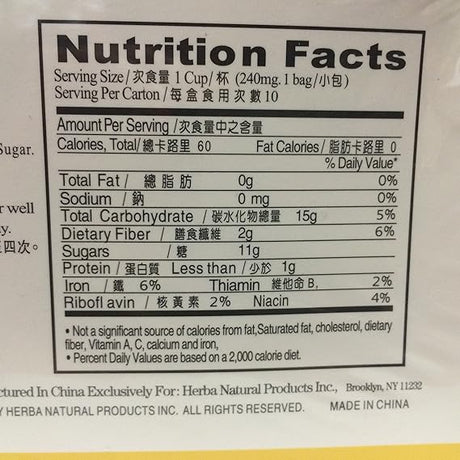 Nutrition Facts
Serving Size/次食量 1 Cup/杯 (240mg. 1 bag/小包)
Serving Per Carton/每盒食用次數10
Amount Per Serving /次食量中之含量
Calories, Total/總卡路里 60 Fat Calories/脂肪卡路里 0
% Daily Value*
Total Fat / 總脂肪 0g 0%
Sodium / 鈉 0 mg 0%
Total Carbohydrate / 碳水化物總量 15g 5%
Dietary Fiber / 膳食纖維 2g 6%
Sugars / 糖 11g
Protein / 蛋白質 Less than / 少於 1g
Iron / 鐵 6% Thiamin 維他命B, 2%
Ribofl avin / 核黃素 2% Niacin 4%
• Not a significant source of calories from fat,Saturated fat, cholesterol, dietary
fiber, Vitamin A, C, calcium and iron,
• Percent Daily Values are based on a 2,000 calorie diet.
Sugar.
r well
y.
四次。
ctured In China Exclusively For: Herba Natural Products Inc., Brooklyn, NY 11232
Y HERBA NATURAL PRODUCTS INC. ALL RIGHTS RESERVED. MADE IN CHINA